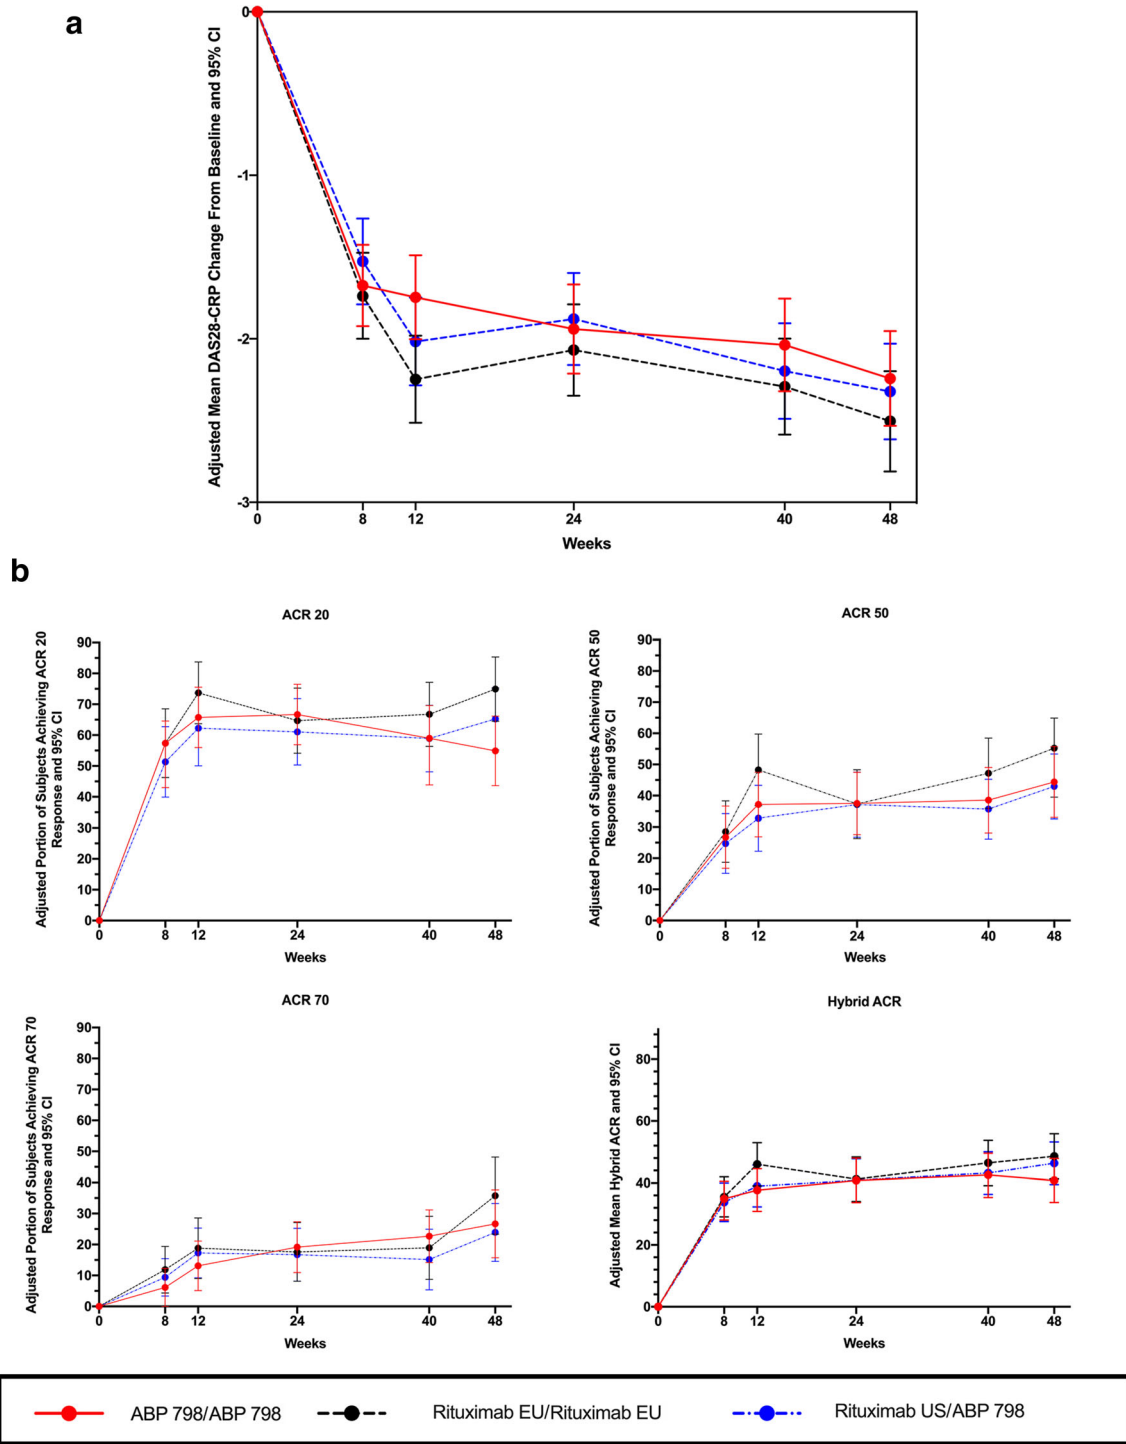 a
Adjusted Mean DAS28-CRP Change From Baseline and 95% CI
0
-1
-2
-3
0 8 12 24 40 48
Weeks
b
ACR 20
Adjusted Portion of Subjects Achieving ACR 20
Response and 95% CI
90
80
70
60
50
40
30
20
10
0
0 8 12 24 40 48
Weeks
ACR 50
Adjusted Portion of Subjects Achieving ACR 50
Response and 95% CI
90
80
70
60
50
40
30
20
10
0
0 8 12 24 40 48
Weeks
ACR 70
Adjusted Portion of Subjects Achieving ACR 70
Response and 95% CI
90
80
70
60
50
40
30
20
10
0
0 8 12 24 40 48
Weeks
Hybrid ACR
Adjusted Mean Hybrid ACR and 95% CI
80
60
40
20
0
0 8 12 24 40 48
Weeks
ABP 798/ABP 798 Rituximab EU/Rituximab EU Rituximab US/ABP 798